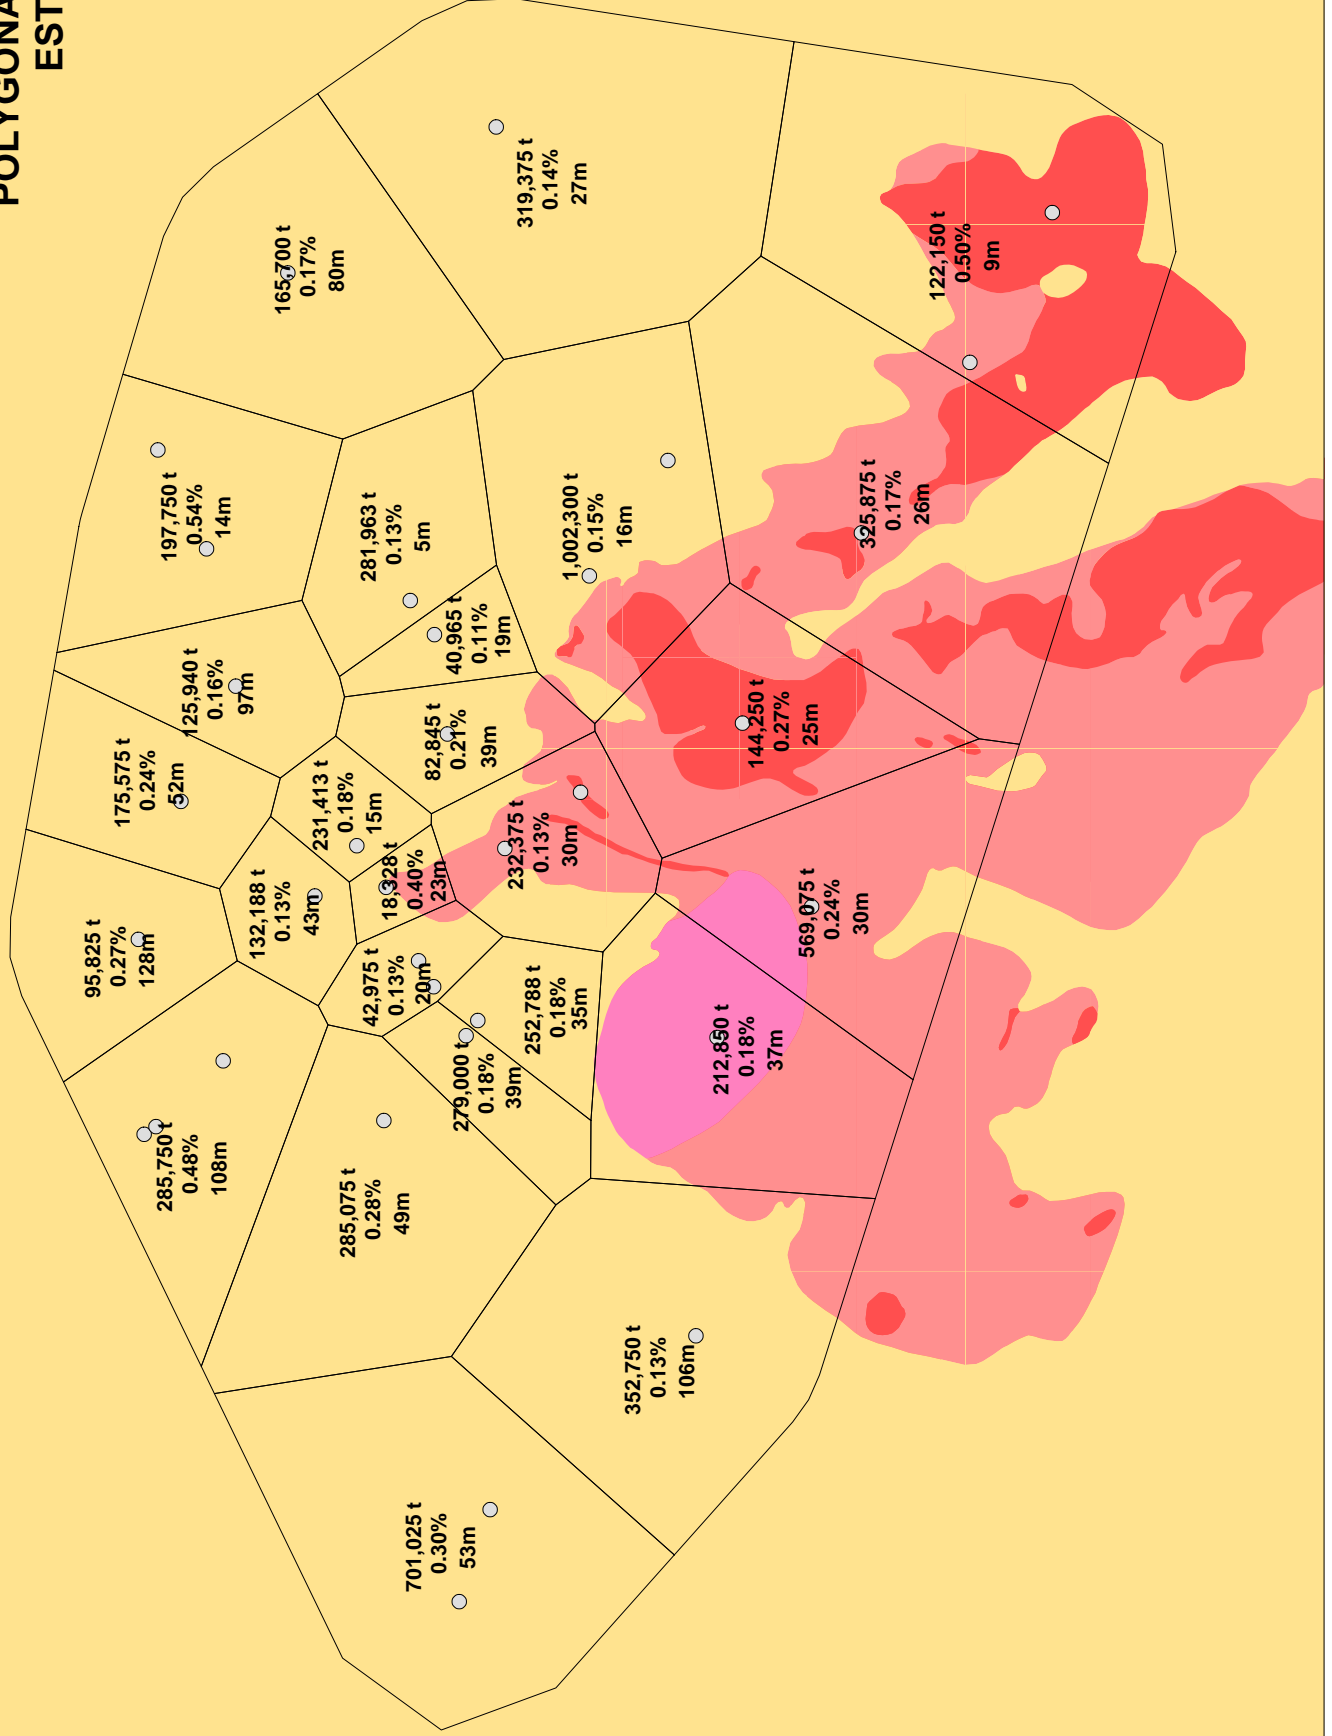 POLYGONA
EST
165,700 t
0.17%
80m
319,375 t
0.14%
27m
122,150 t
0.50%
9m
197,750 t
0.54%
14m
281,963 t
0.13%
5m
1,002,300 t
0.15%
16m
325,875 t
0.17%
26m
125,940 t
0.16%
97m
40,965 t
0.11%
19m
175,575 t
0.24%
52m
231,413 t
0.18%
15m
82,845 t
0.21%
39m
144,250 t
0.27%
25m
95,825 t
0.27%
128m
132,188 t
0.13%
43m
18,328 t
0.40%
23m
232,375 t
0.13%
30m
569,075 t
0.24%
30m
42,975 t
0.13%
20m
252,788 t
0.18%
35m
285,750 t
0.48%
108m
279,000 t
0.18%
39m
212,850 t
0.18%
37m
285,075 t
0.28%
49m
352,750 t
0.13%
106m
701,025 t
0.30%
53m